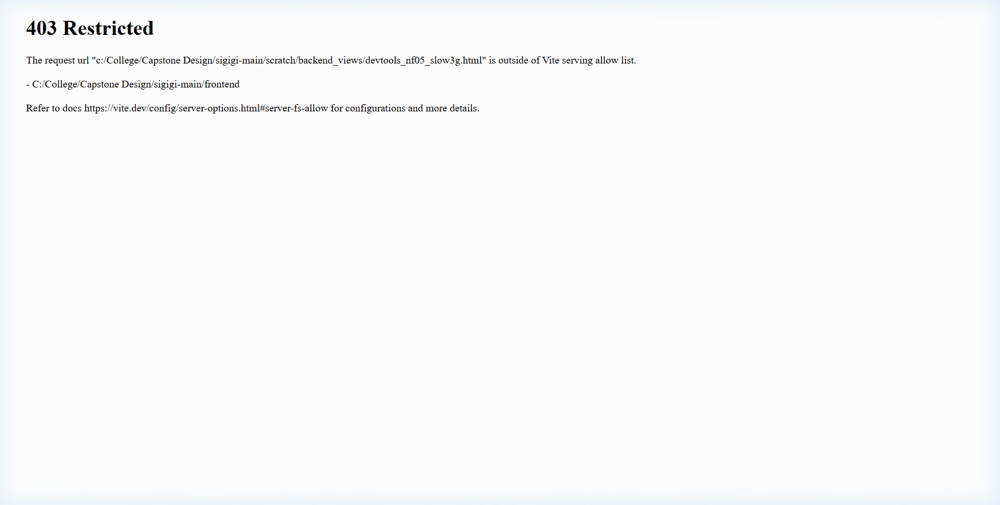 403 Restricted
The request url "c:/College/Capstone Design/sigigi-main/scratch/backend_views/devtools_nf05_slow3g.html" is outside of Vite serving allow list.
- C:/College/Capstone Design/sigigi-main/frontend
Refer to docs https://vite.dev/config/server-options.html#server-fs-allow for configurations and more details.